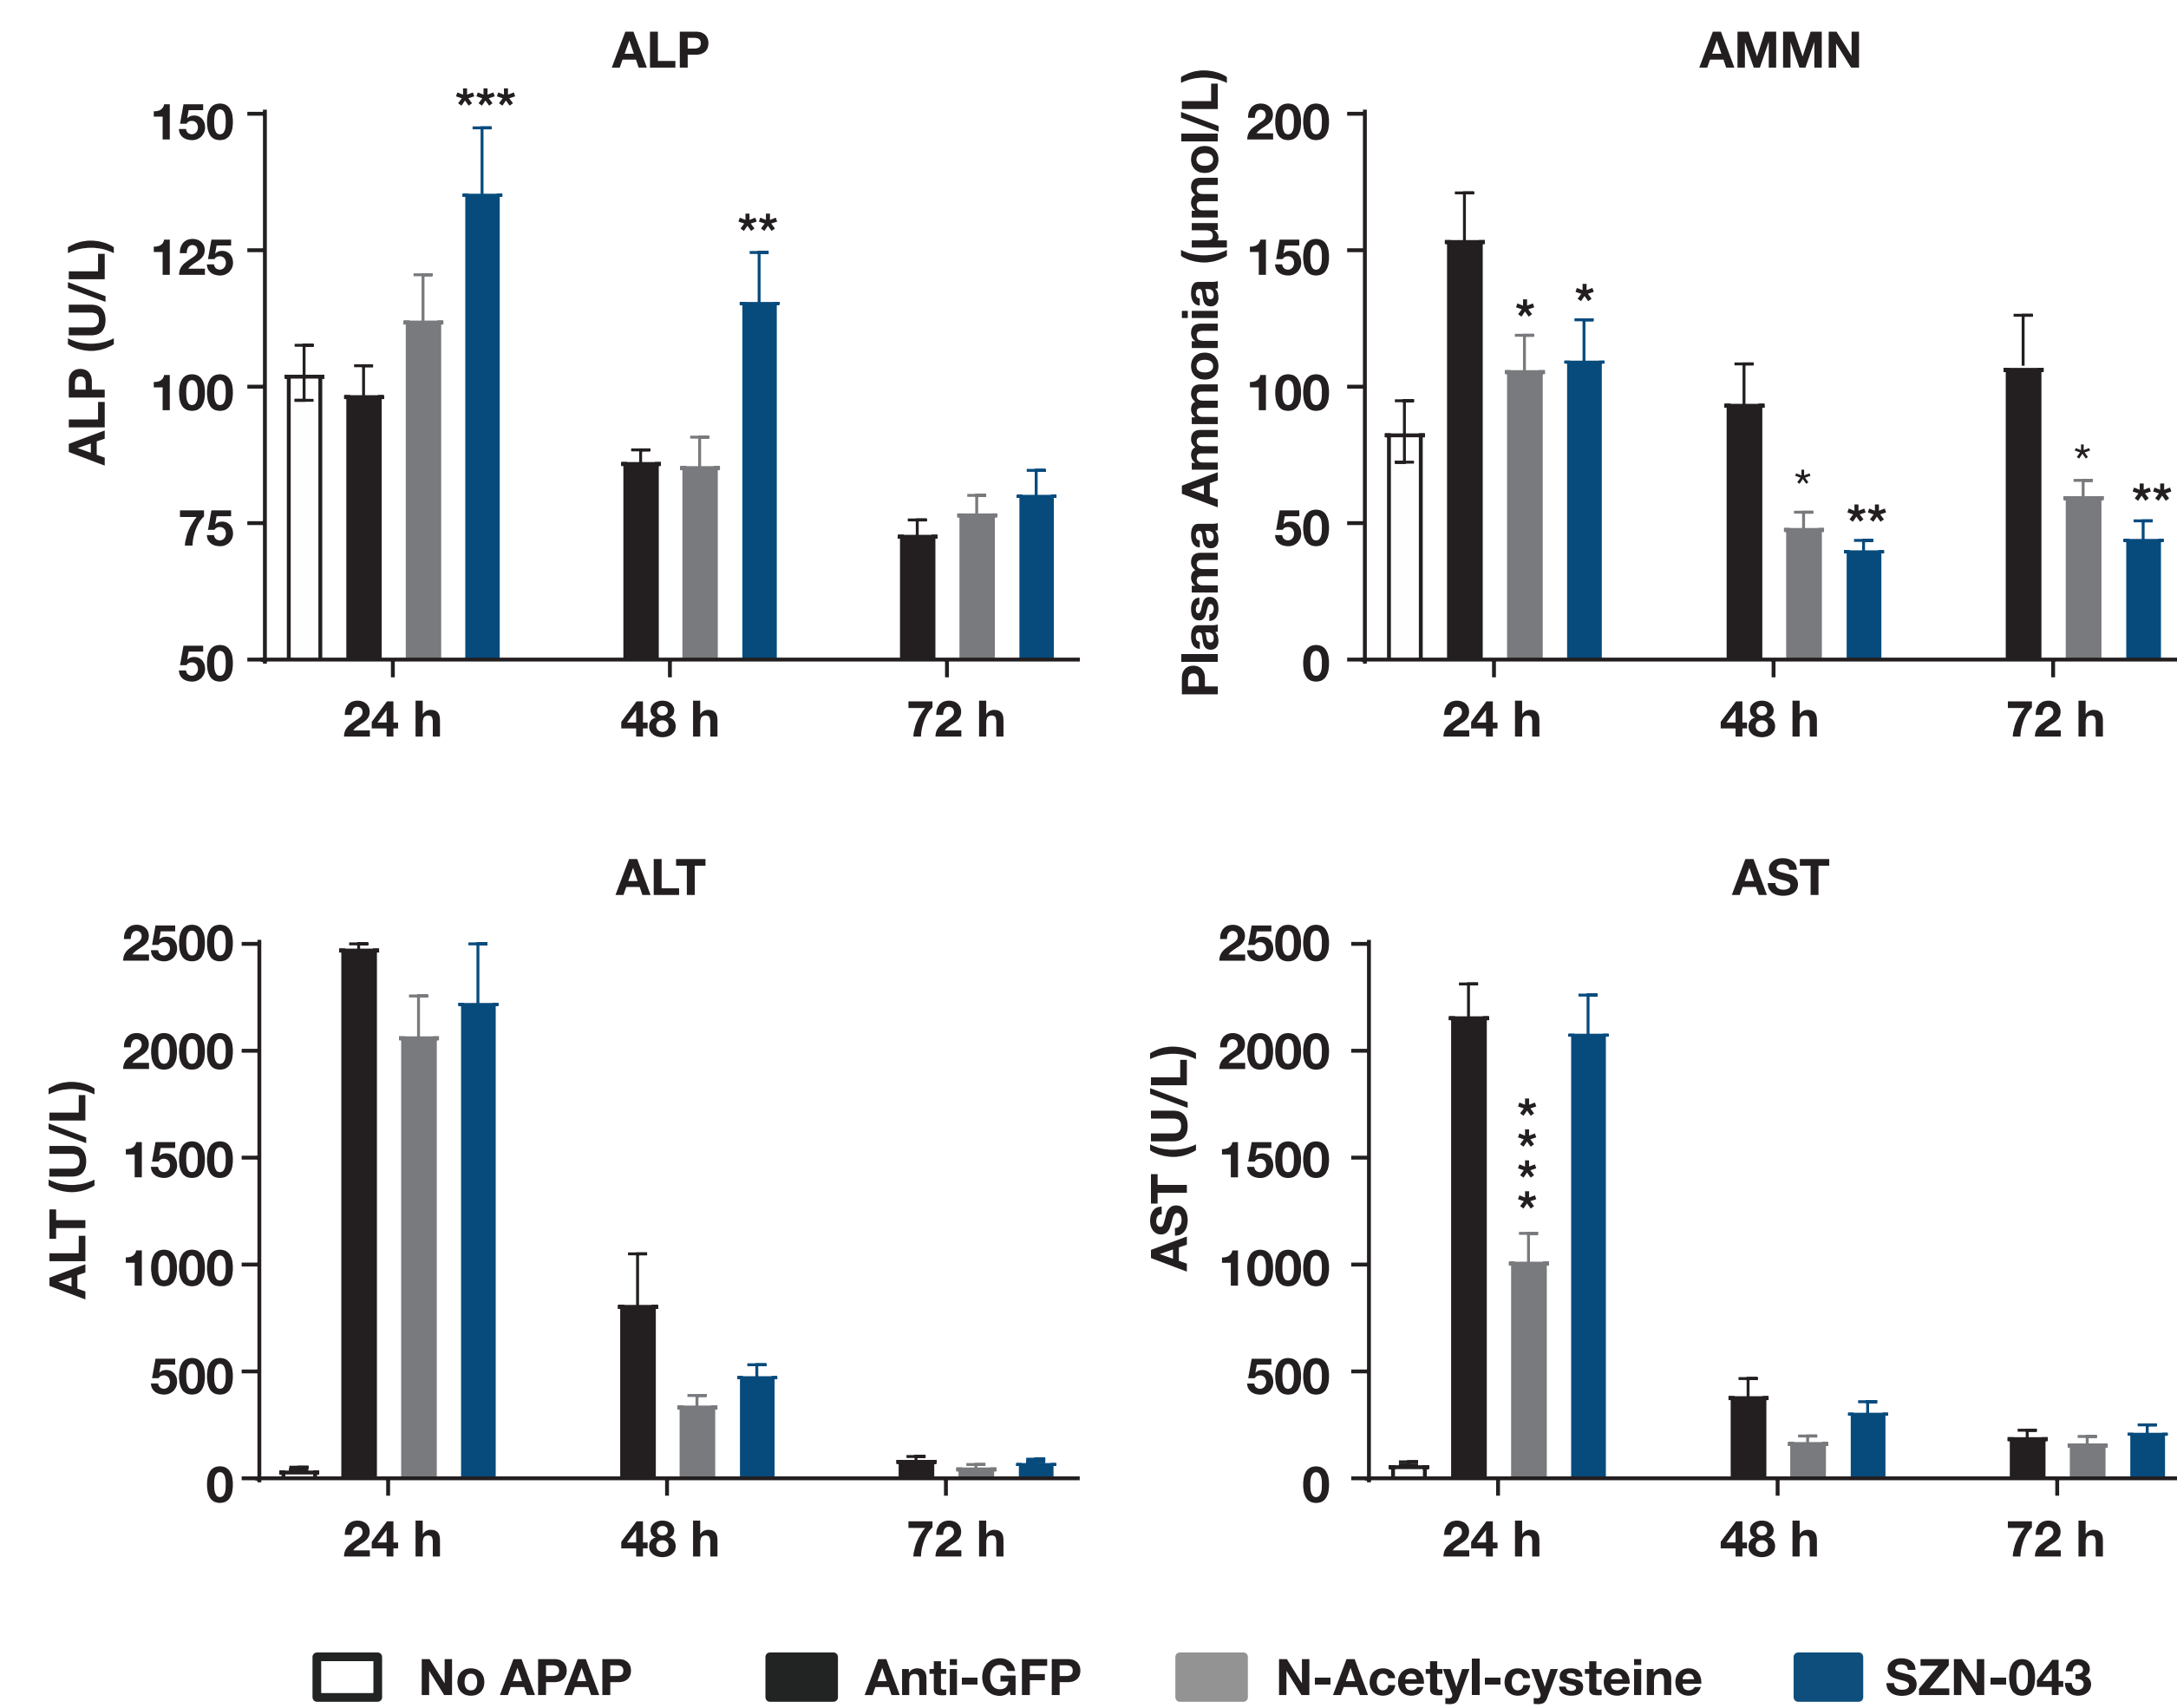 ALP
***
**
150
125
100
75
50
ALP (U/L)
24 h 48 h 72 h
AMMN
* *
* **
* **
200
150
100
50
0
Plasma Ammonia (µmol/L)
24 h 48 h 72 h
ALT
2500
2000
1500
1000
500
0
ALT (U/L)
24 h 48 h 72 h
AST
****
2500
2000
1500
1000
500
0
AST (U/L)
24 h 48 h 72 h
No APAP Anti-GFP N-Acetyl-cysteine SZN-043